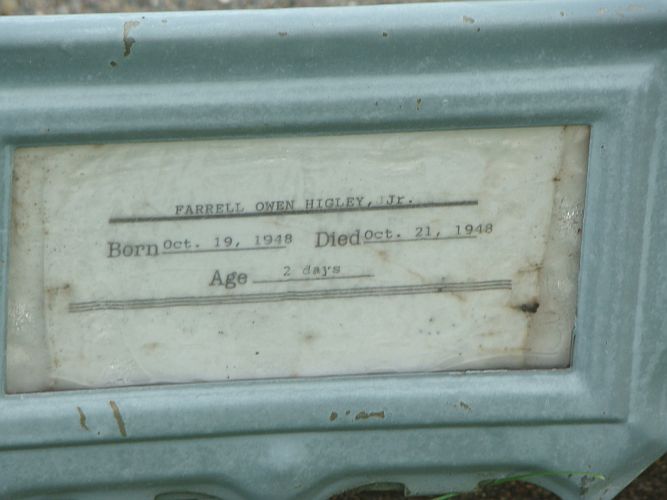 FARRELL OWEN HIGLEY, Jr.
Born Oct. 19, 1948 Died Oct. 21, 1948
Age 2 days